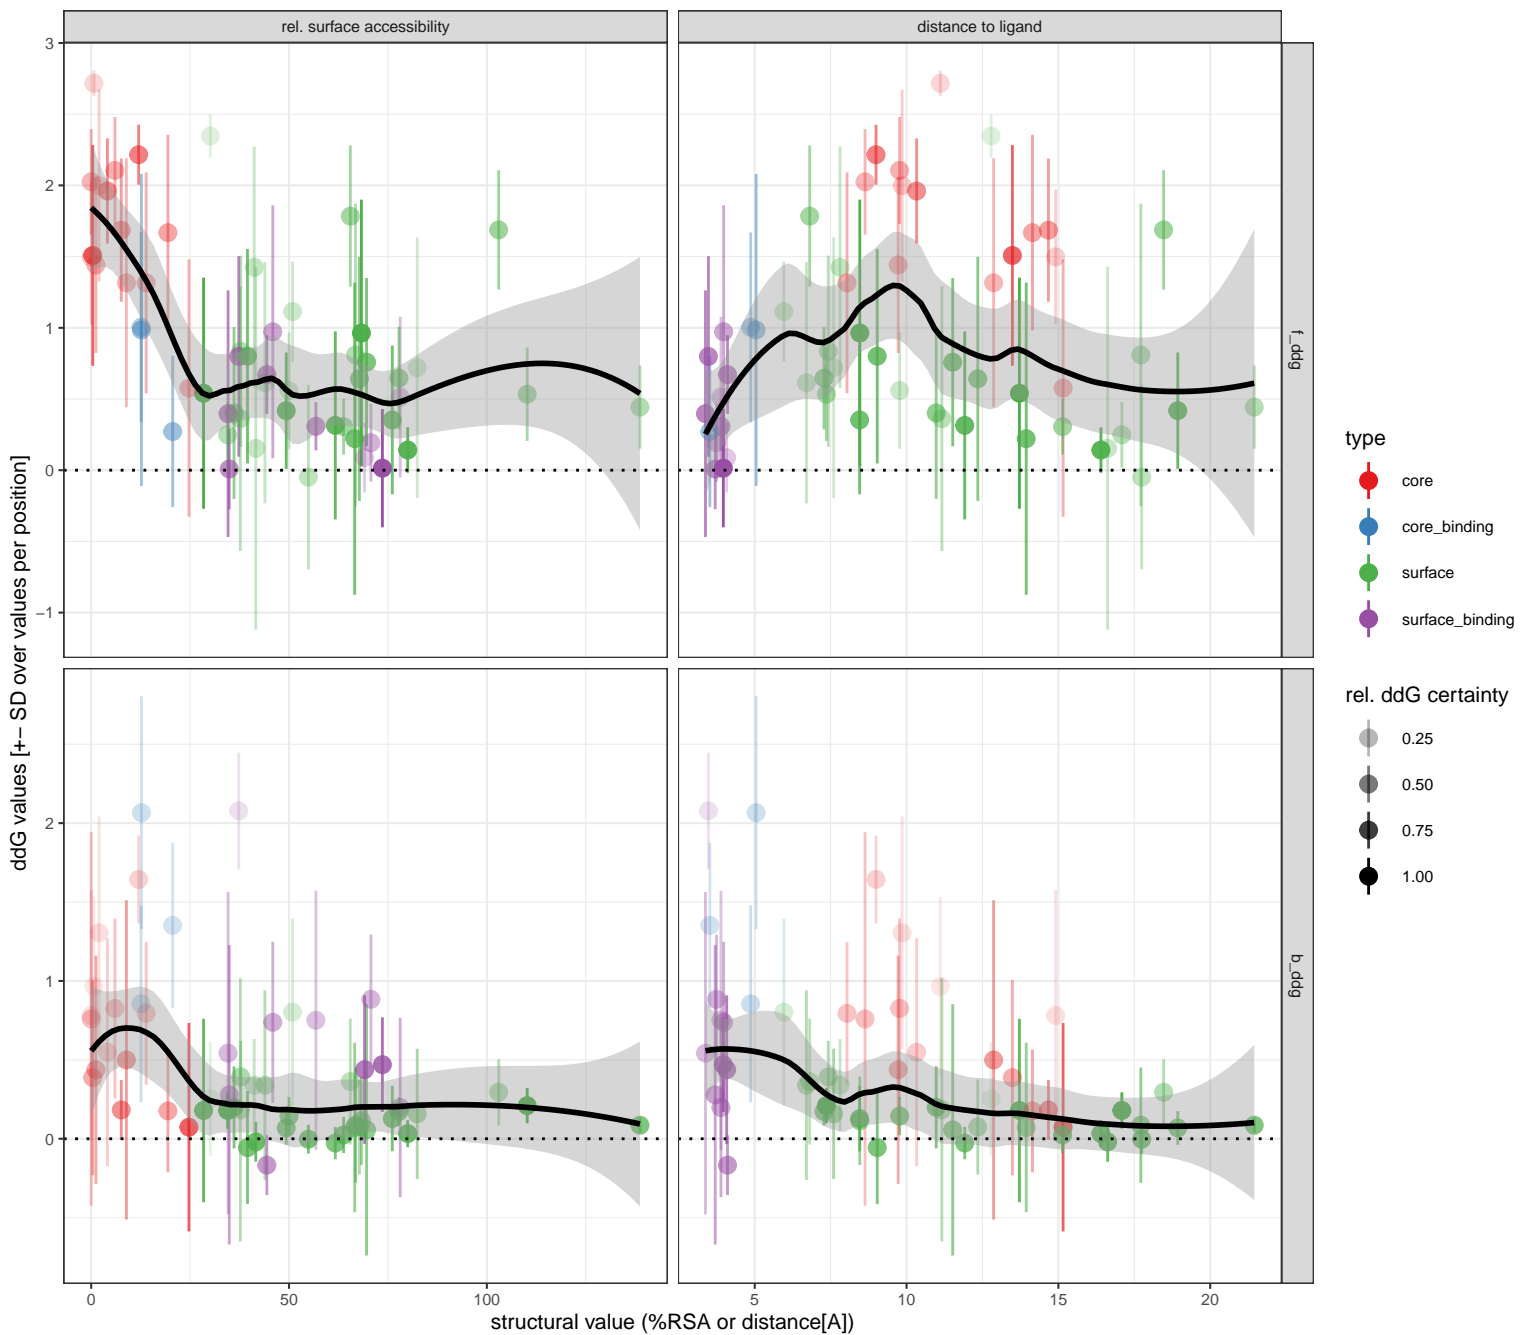 rel. surface accessibility
distance to ligand
3
2
1
0
−1
f_ddg
2
1
0
b_ddg
0
50
100
5
10
15
20
structural value (%RSA or distance[A])
ddG values [+− SD over values per position]
type
core
core_binding
surface
surface_binding
rel. ddG certainty
0.25
0.50
0.75
1.00